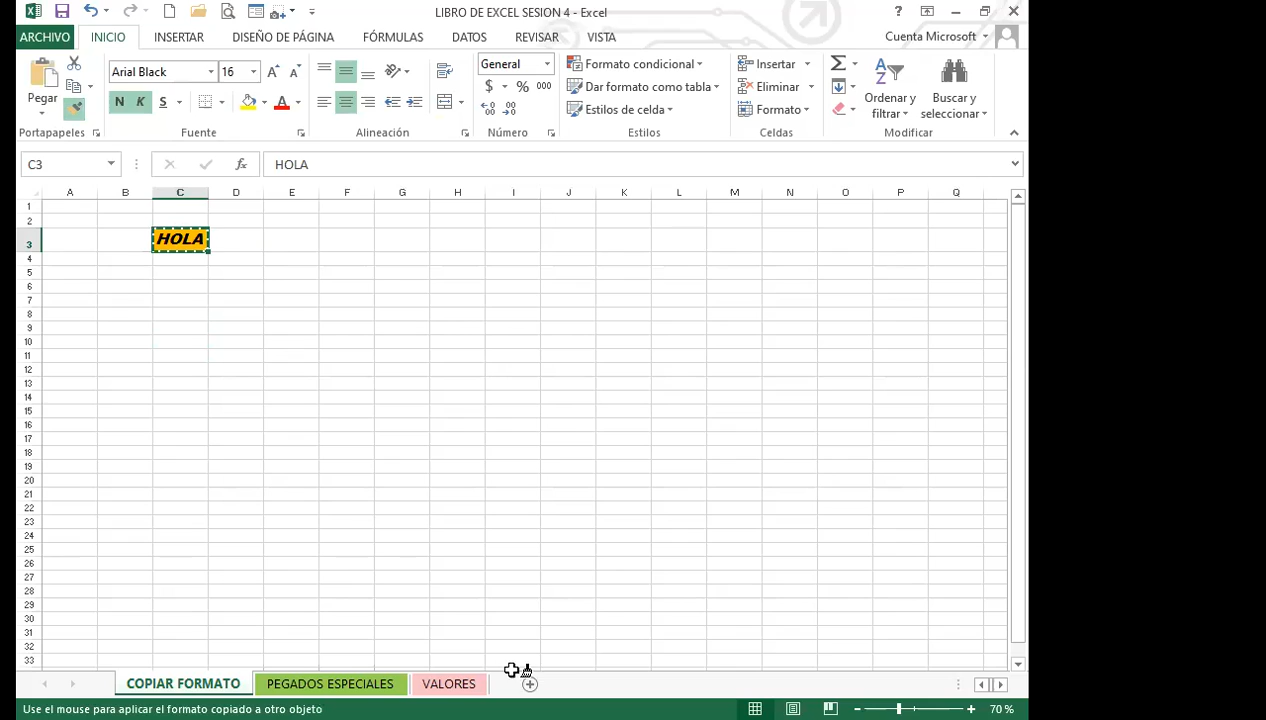 LIBRO DE EXCEL SESION 4 - Excel
ARCHIVO INICIO INSERTAR DISEÑO DE PÁGINA FÓRMULAS DATOS REVISAR VISTA Cuenta Microsoft
Pegar
Portapapeles
Arial Black 16
N K S
Fuente
Alineación
General
$ % 000
Número
Formato condicional
Dar formato como tabla
Estilos de celda
Estilos
Insertar
Eliminar
Formato
Celdas
Ordenar y filtrar
Buscar y seleccionar
Modificar
C3 fx HOLA
A B C D E F G H I J K L M N O P Q
1
2
3 HOLA
4
5
6
7
8
9
10
11
12
13
14
15
16
17
18
19
20
21
22
23
24
25
26
27
28
29
30
31
32
33
COPIAR FORMATO PEGADOS ESPECIALES VALORES
Use el mouse para aplicar el formato copiado a otro objeto 70 %